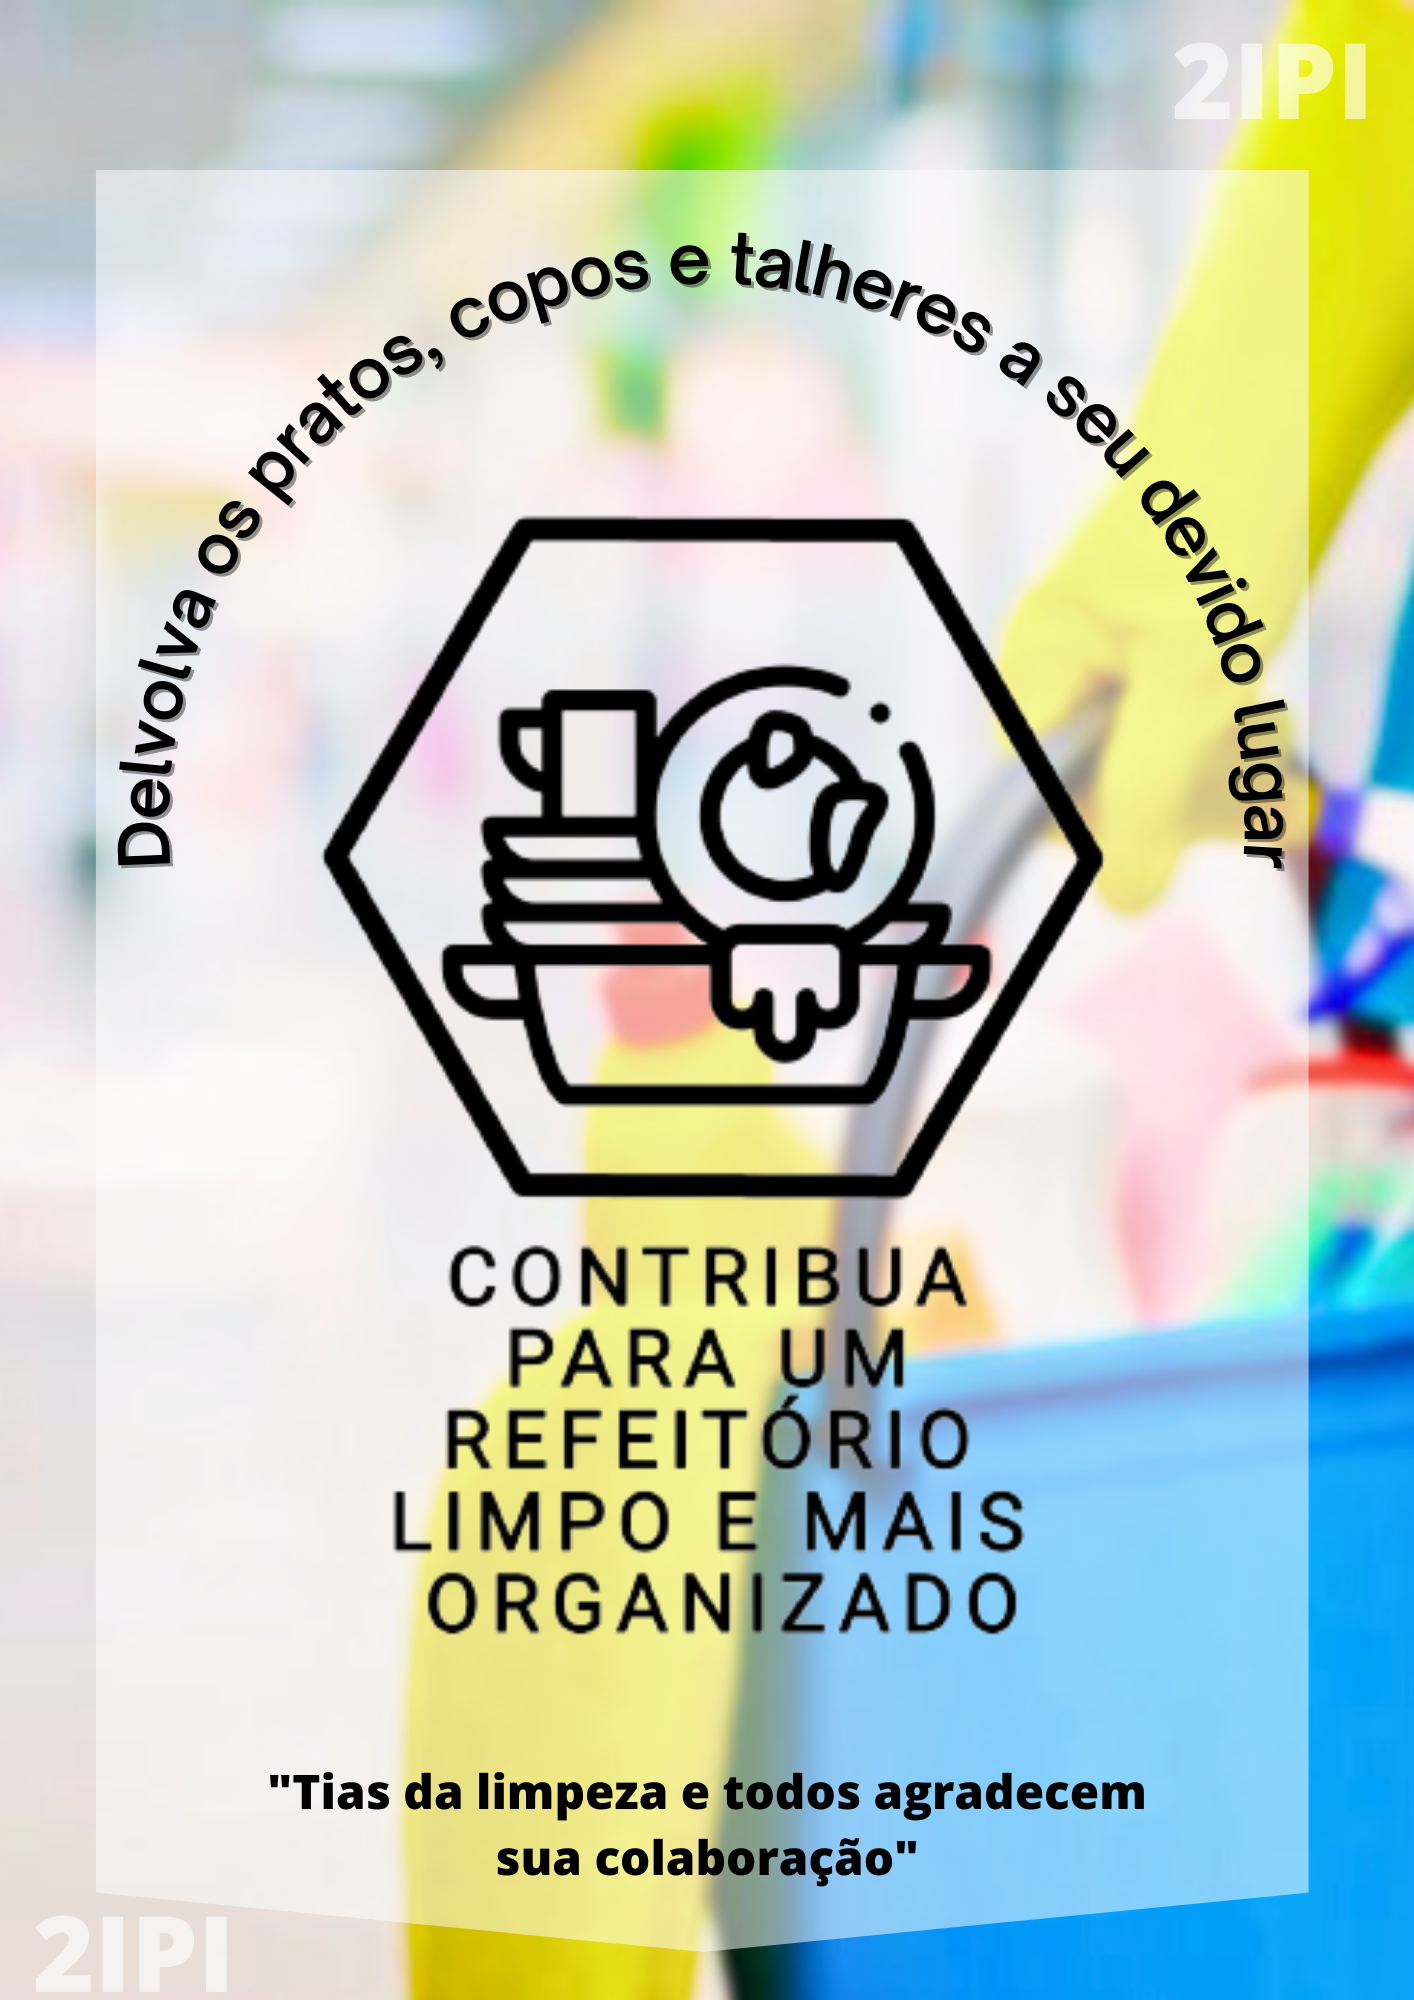 2IPI
Delvolva os pratos, copos e talheres a seu devido lugar
CONTRIBUA
PARA UM
REFEITÓRIO
LIMPO E MAIS
ORGANIZADO
"Tias da limpeza e todos agradecem
sua colaboração"
2IPI